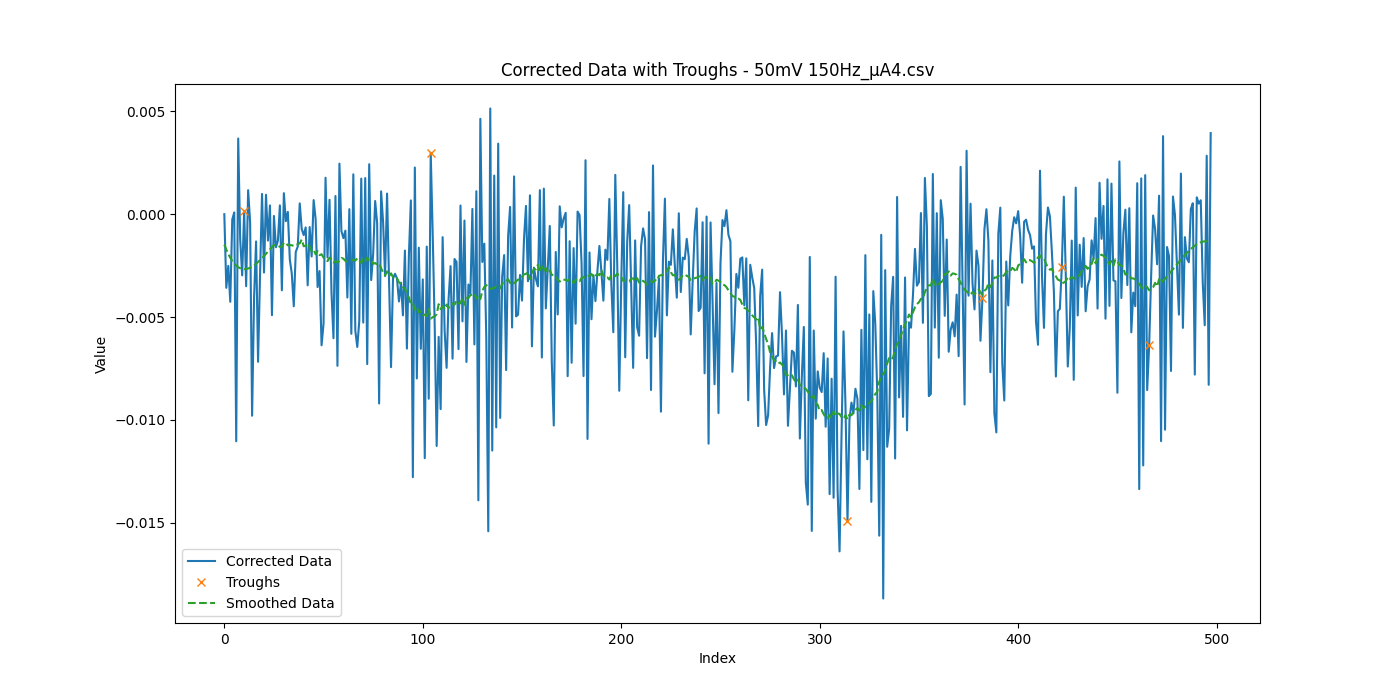 Corrected Data with Troughs - 50mV 150Hz_µA4.csv
0.005
0.000
−0.005
−0.010
−0.015
Value
Corrected Data
Troughs
Smoothed Data
0
100
200
300
400
500
Index